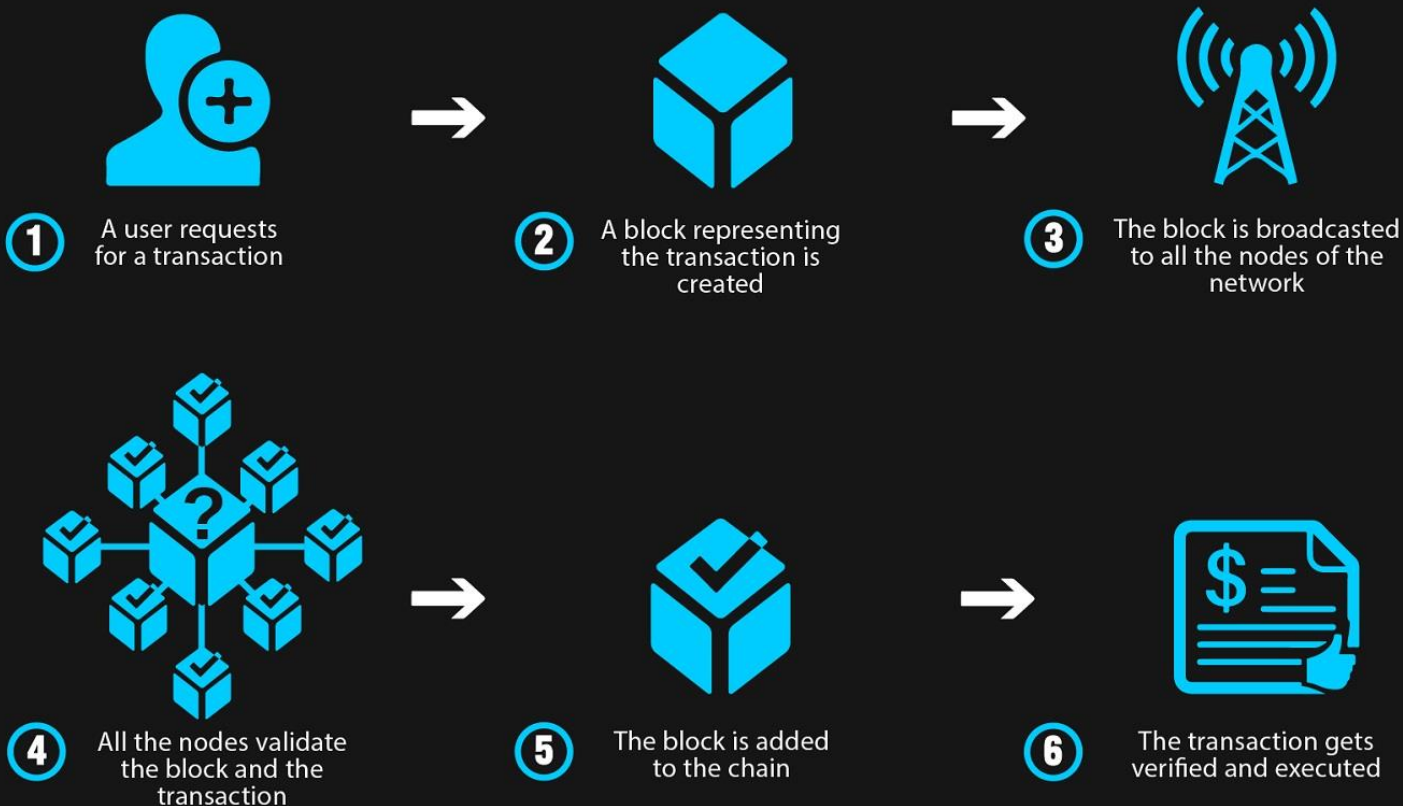 1
A user requests
for a transaction
2
A block representing
the transaction is
created
3
The block is broadcasted
to all the nodes of the
network
?
$
4
All the nodes validate
the block and the
transaction
5
The block is added
to the chain
6
The transaction gets
verified and executed